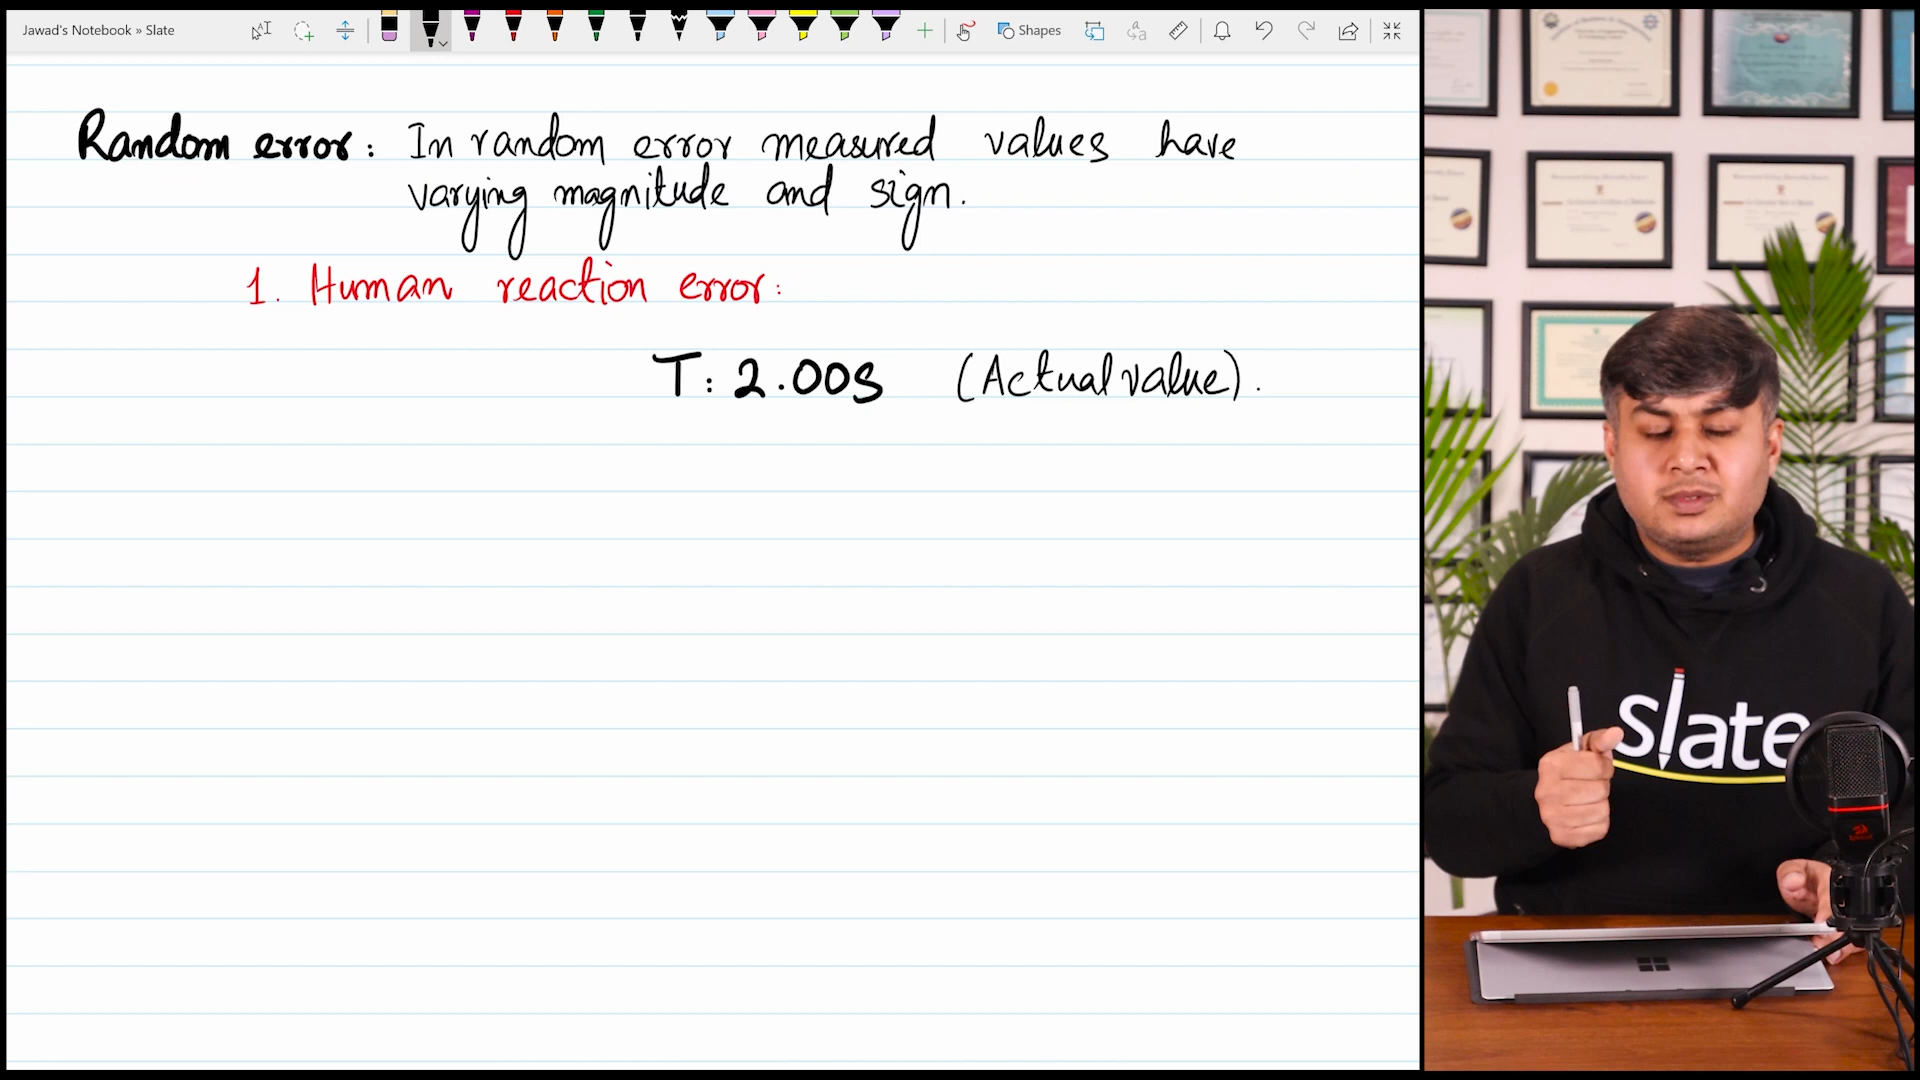 Jawad's Notebook » Slate
Shapes
Random error: In random error measured values have
varying magnitude and sign.
1. Human reaction error:
T: 2.00s (Actual value).
slate